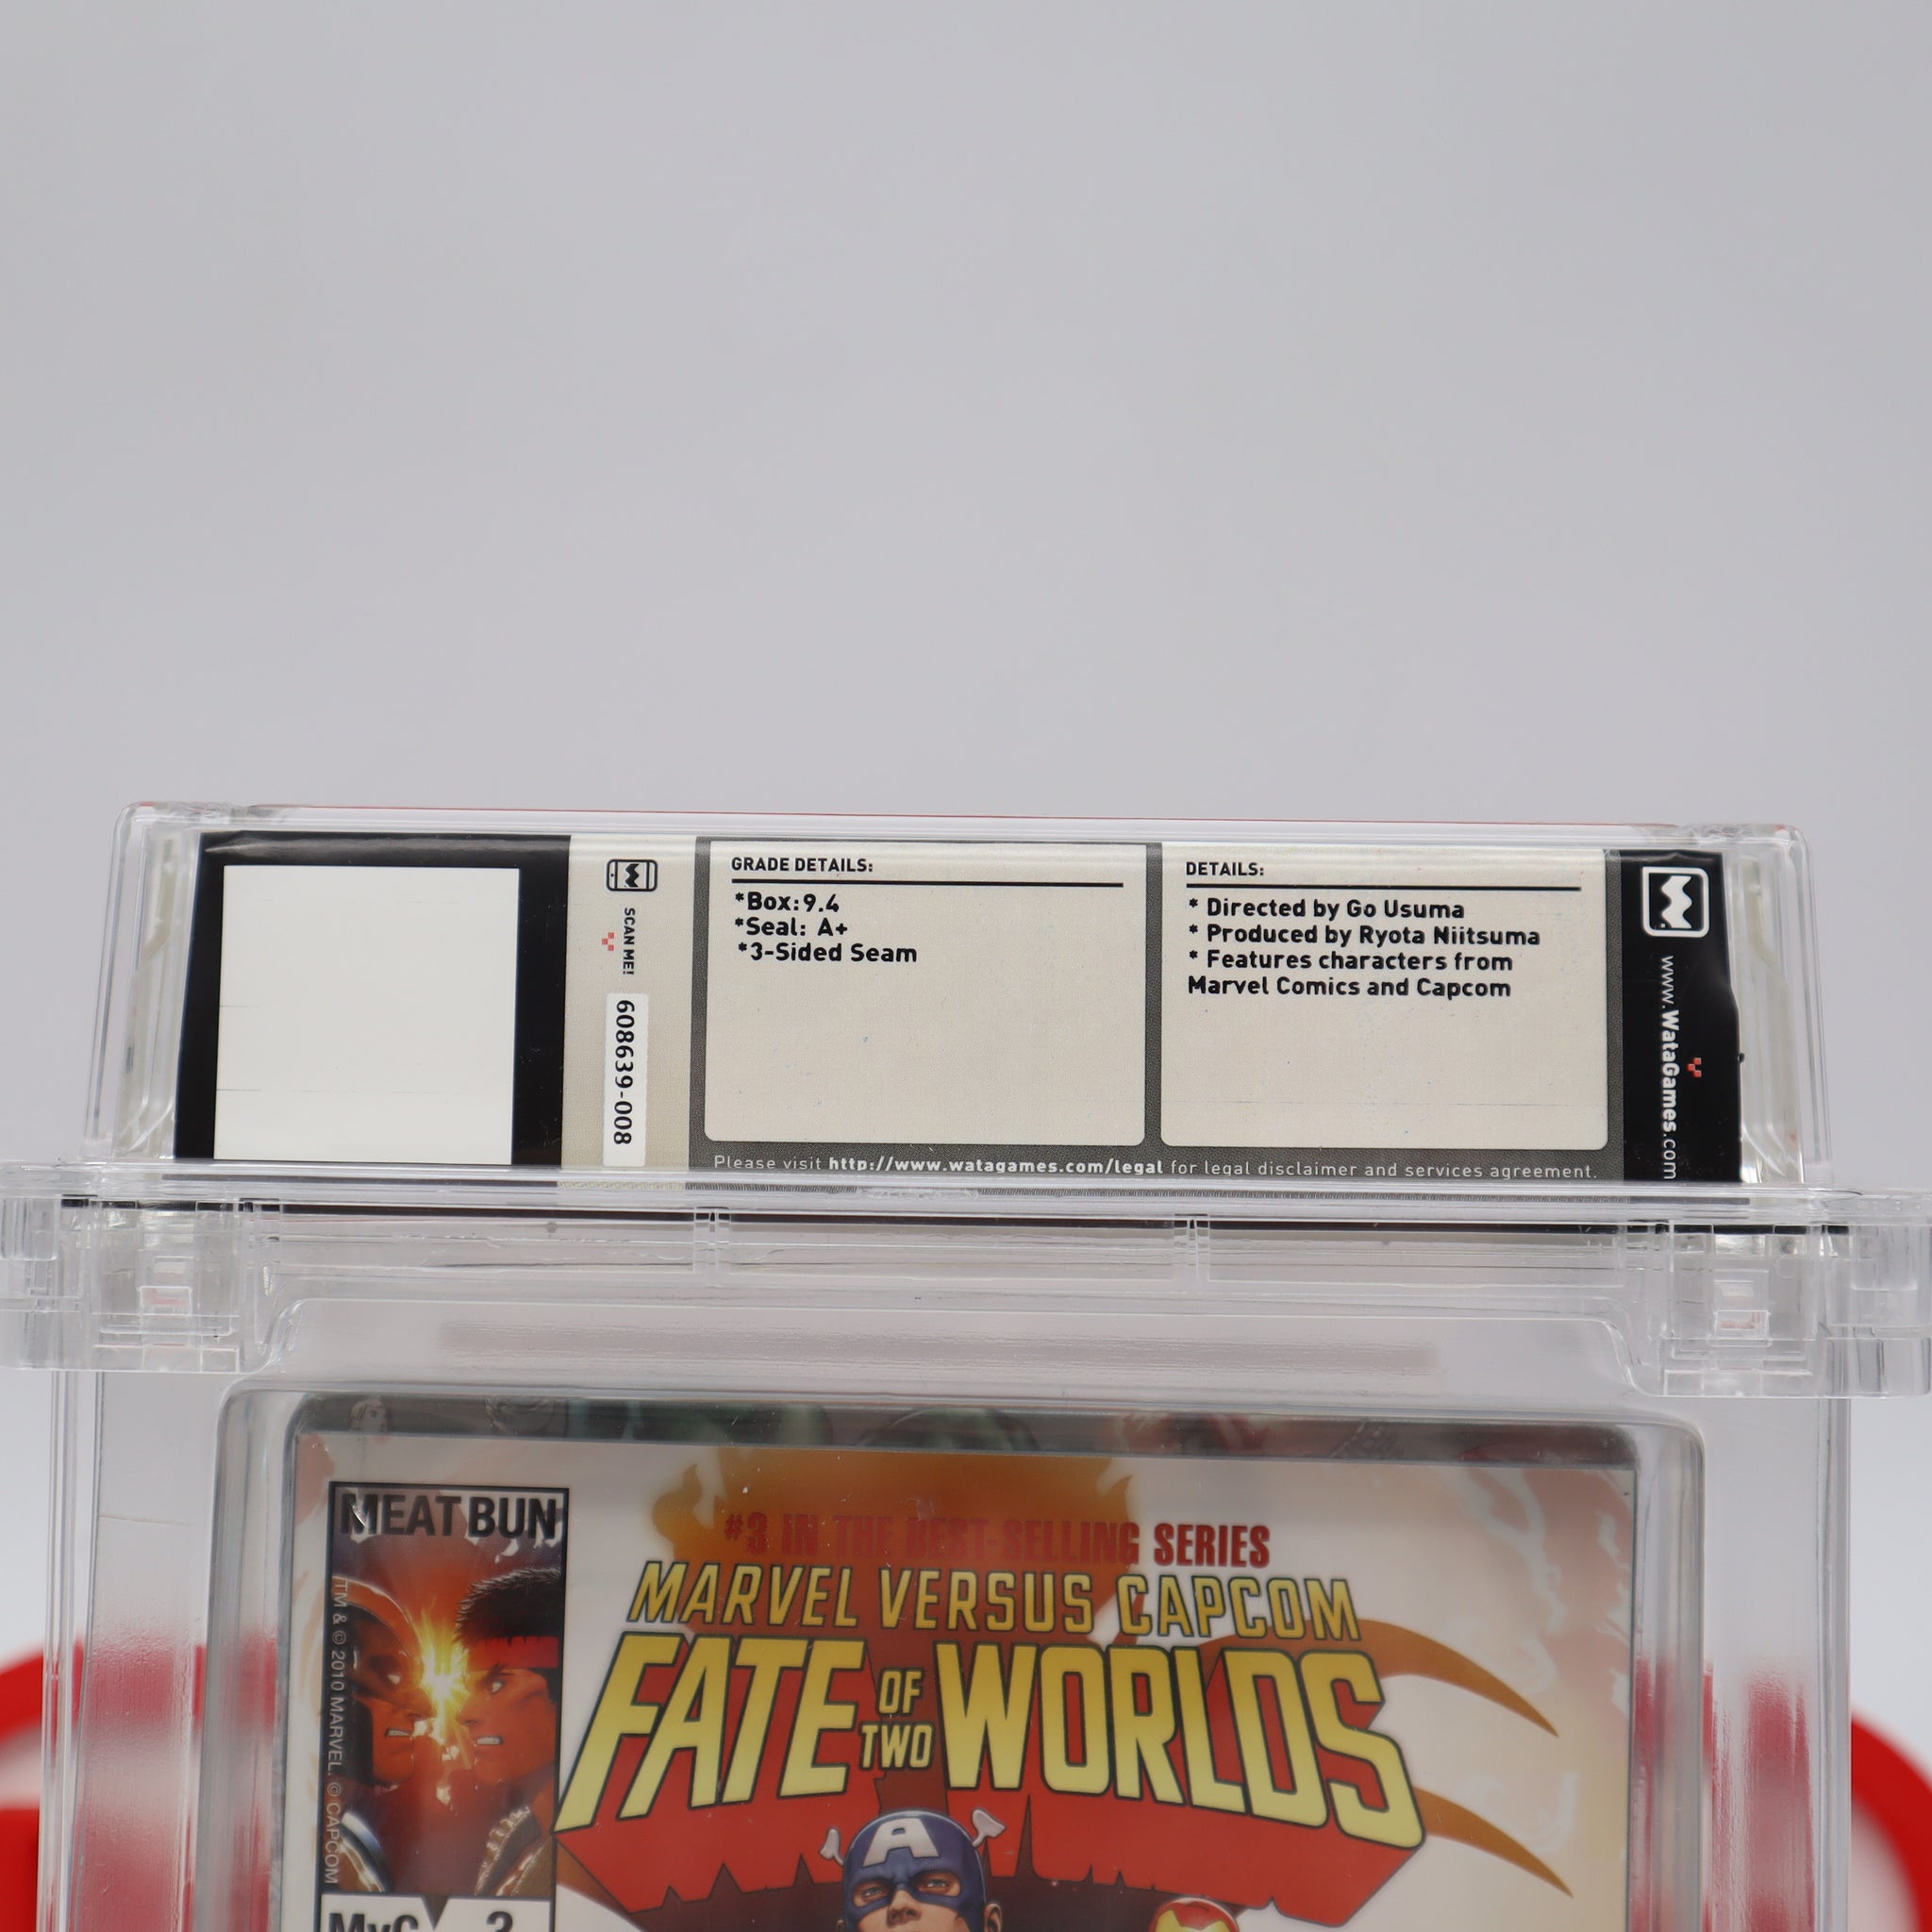 SCAN ME!
608639-008
GRADE DETAILS:
*Box:9.4
*Seal: A+
*3-Sided Seam
DETAILS:
* Directed by Go Usuma
* Produced by Ryota Niitsuma
* Features characters from
Marvel Comics and Capcom
www.WataGames.com
Please visit http://www.watagames.com/legal for legal disclaimer and services agreement.
MEATBUN
TM & © 2010 MARVEL. © CAPCOM
MvC 3
#3 IN THE BEST-SELLING SERIES
MARVEL VERSUS CAPCOM
FATE OF TWO WORLDS
A